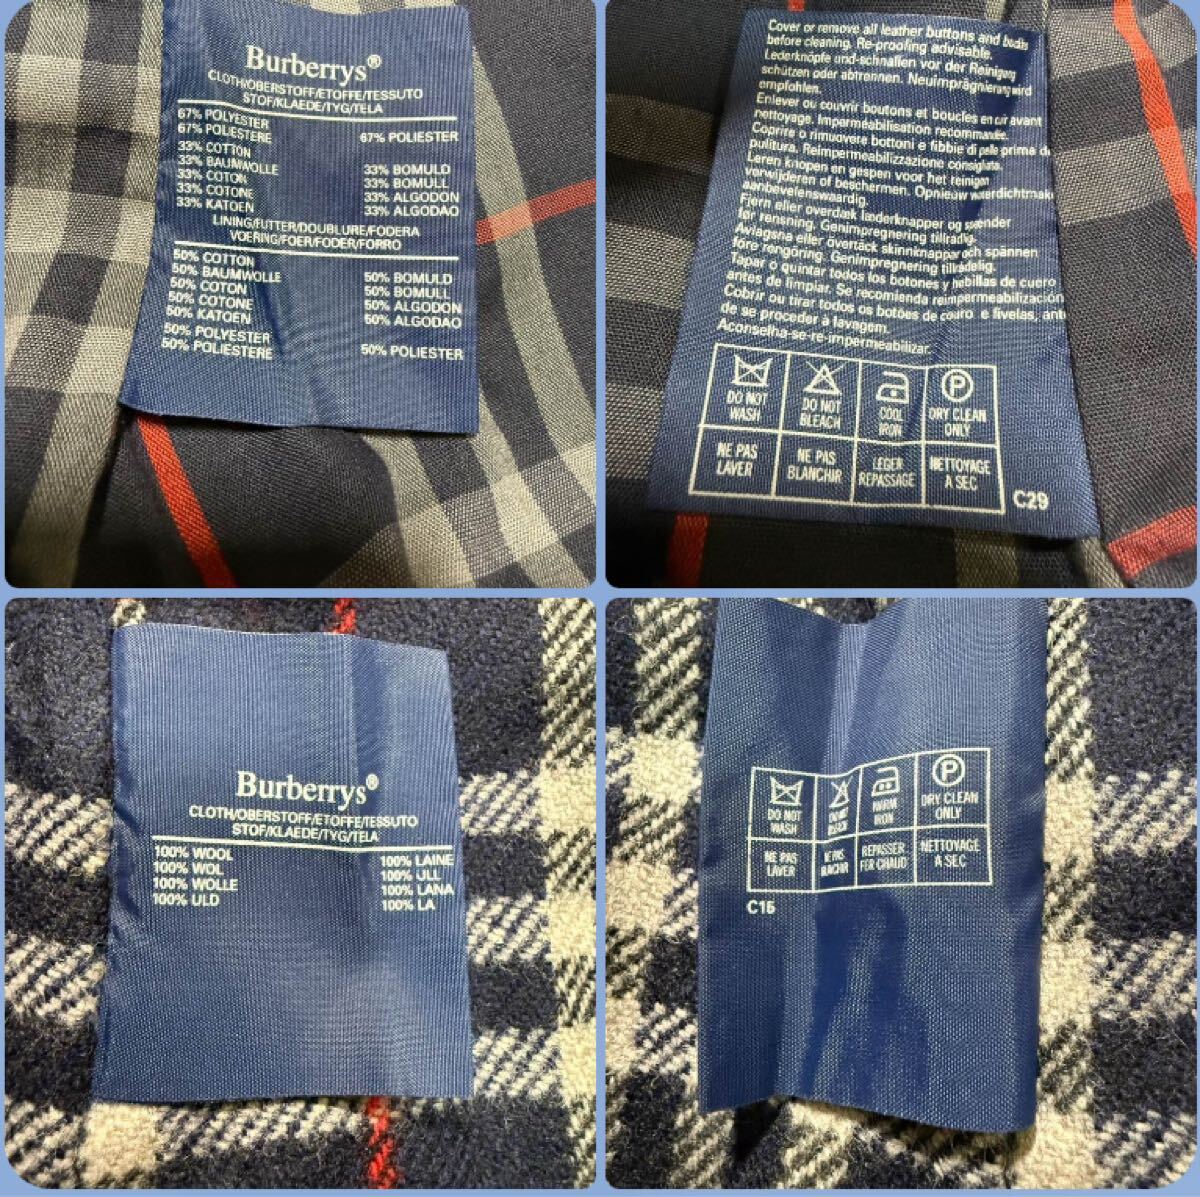 Burberrys®
CLOTH/OBERSTOFF/ETOFFE/TESSUTO
STOF/KLAEDE/TYG/TELA
67% POLYESTER
67% POLIESTERE 67% POLIESTER
33% COTTON
33% BAUMWOLLE 33% BOMULD
33% COTON 33% BOMULL
33% COTONE 33% ALGODON
33% KATOEN 33% ALGODAO
LINING/FUTTER/DOUBLURE/FODERA
VOERING/FOER/FODER/FORRO
50% COTTON
50% BAUMWOLLE 50% BOMULD
50% COTON 50% BOMULL
50% COTONE 50% ALGODON
50% KATOEN 50% ALGODAO
50% POLYESTER
50% POLIESTERE 50% POLIESTER
Cover or remove all leather buttons and
before cleaning. Re-proofing advisable.
Lederknöpfe und-schnallen vor der Reinigung
schützen oder abtrennen. Neuimprägnierung wird
empfohlen.
Enlever ou couvrir boutons et boucles en cuir avant
nettoyage. Imperméabilisation recommandée.
Coprire o rimuovere bottoni e fibbie di pelle prima di
pulitura. Reimpermeabilizzazione consigliata.
Leren knopen en gespen voor het reinigen
verwijderen of beschermen. Opnieuw waterdichtmak
aanbevelenswaardig.
Fjern eller overdæk læderknapper og spænder
før rensning. Genimpregnering tilrådig.
Avlägsna eller övertäck skinnknappar och spännen
före rengöring. Genimpregnering tillrådelig.
Tapar o quintar todos los botones y hebillas de cuero
antes de limpiar. Se recomienda reimpermeabilización
Cobrir ou tirar todos os botões de couro e fivelas, ant
de se proceder à lavagem.
Aconselha-se-re-impermeabilizar.
P
DO NOT WASH DO NOT BLEACH COOL IRON DRY CLEAN ONLY
NE PAS LAVER NE PAS BLANCHIR LÉGER REPASSAGE NETTOYAGE A SEC
C29
Burberrys®
CLOTH/OBERSTOFF/ETOFFE/TESSUTO
STOF/KLAEDE/TYG/TELA
100% WOOL 100% LAINE
100% WOL 100% ULL
100% WOLLE 100% LANA
100% ULD 100% LA
P
DO NOT WASH DO NOT BLEACH WARM IRON DRY CLEAN ONLY
NE PAS LAVER NE PAS BLANCHIR REPASSER FER CHAUD NETTOYAGE A SEC
C15